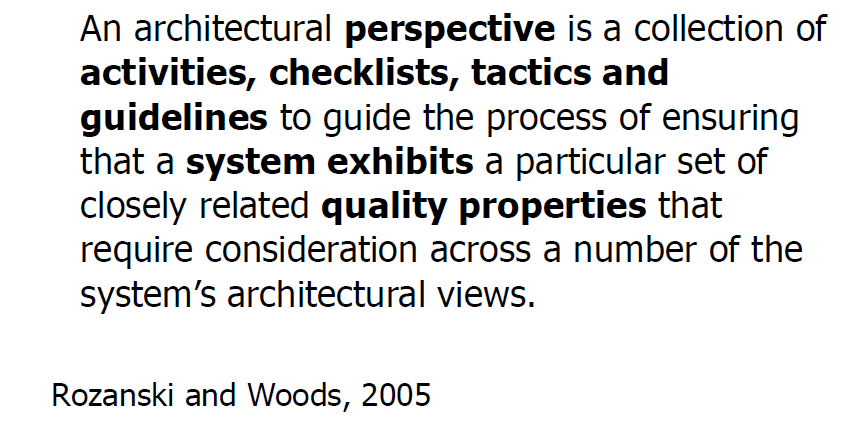 An architectural perspective is a collection of
activities, checklists, tactics and
guidelines to guide the process of ensuring
that a system exhibits a particular set of
closely related quality properties that
require consideration across a number of the
system’s architectural views.
Rozanski and Woods, 2005